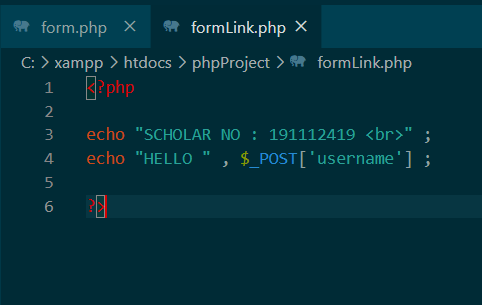 form.php × formLink.php ×
C: > xampp > htdocs > phpProject > formLink.php
1 <?php
2
3 echo "SCHOLAR NO : 191112419 <br>" ;
4 echo "HELLO " , $_POST['username'] ;
5
6 ?>